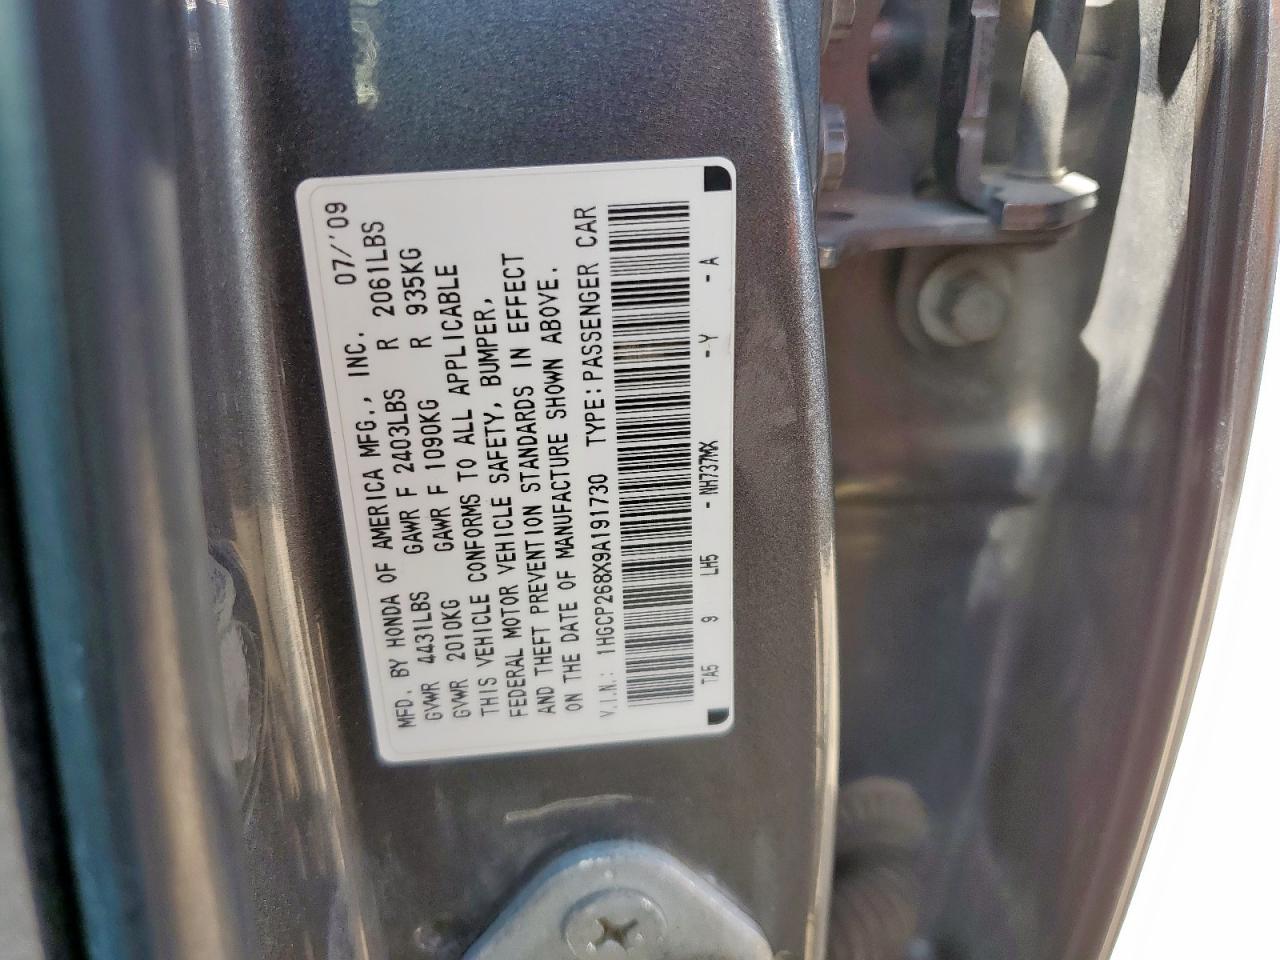 MFD. BY HONDA OF AMERICA MFG., INC. 07/'09
GVWR 4431LBS GAWR F 2403LBS R 2061LBS
GVWR 2010KG GAWR F 1090KG R 935KG
THIS VEHICLE CONFORMS TO ALL APPLICABLE
FEDERAL MOTOR VEHICLE SAFETY, BUMPER,
AND THEFT PREVENTION STANDARDS IN EFFECT
ON THE DATE OF MANUFACTURE SHOWN ABOVE.
V.I.N.: 1HGCP268X9A191730 TYPE: PASSENGER CAR
TA5 9 LH5 - NH737MX - Y - A